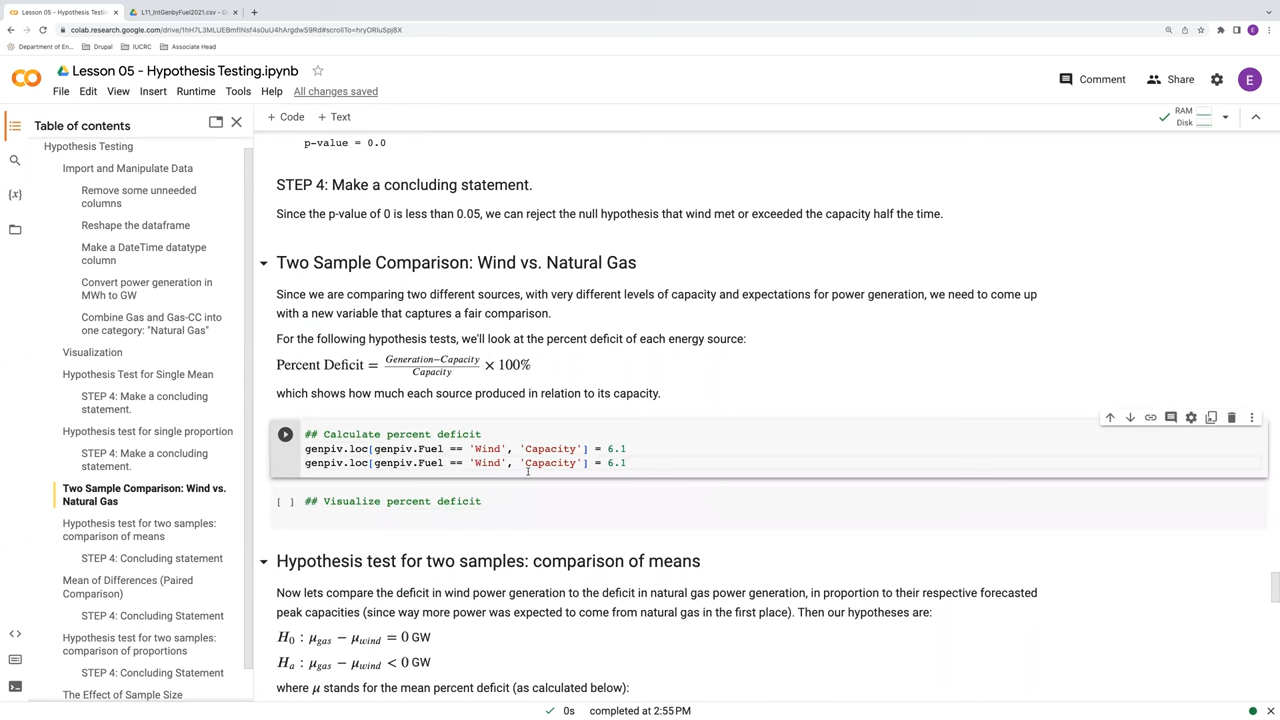 Lesson 05 - Hypothesis Testing
L11_IntGenbyFuel2021.csv - G
colab.research.google.com/drive/1hH7L3MLUEBmfINsf4s0uU4hArgdwS9Rd#scrollTo=hryORIuSpj8X
Department of En...
Drupal
IUCRC
Associate Head
Lesson 05 - Hypothesis Testing.ipynb
Comment
Share
E
File Edit View Insert Runtime Tools Help All changes saved
Table of contents
+ Code + Text
RAM
Disk
Hypothesis Testing
Import and Manipulate Data
Remove some unneeded
columns
Reshape the dataframe
Make a DateTime datatype
column
Convert power generation in
MWh to GW
Combine Gas and Gas-CC into
one category: "Natural Gas"
Visualization
Hypothesis Test for Single Mean
STEP 4: Make a concluding
statement.
Hypothesis test for single proportion
STEP 4: Make a concluding
statement.
Two Sample Comparison: Wind vs.
Natural Gas
Hypothesis test for two samples:
comparison of means
STEP 4: Concluding statement
Mean of Differences (Paired
Comparison)
STEP 4: Concluding Statement
Hypothesis test for two samples:
comparison of proportions
STEP 4: Concluding Statement
The Effect of Sample Size
p-value = 0.0
STEP 4: Make a concluding statement.
Since the p-value of 0 is less than 0.05, we can reject the null hypothesis that wind met or exceeded the capacity half the time.
Two Sample Comparison: Wind vs. Natural Gas
Since we are comparing two different sources, with very different levels of capacity and expectations for power generation, we need to come up
with a new variable that captures a fair comparison.
For the following hypothesis tests, we'll look at the percent deficit of each energy source:
Percent Deficit = Generation−Capacity / Capacity × 100%
which shows how much each source produced in relation to its capacity.
## Calculate percent deficit
genpiv.loc[genpiv.Fuel == 'Wind', 'Capacity'] = 6.1
genpiv.loc[genpiv.Fuel == 'Wind', 'Capacity'] = 6.1
[ ] ## Visualize percent deficit
Hypothesis test for two samples: comparison of means
Now lets compare the deficit in wind power generation to the deficit in natural gas power generation, in proportion to their respective forecasted
peak capacities (since way more power was expected to come from natural gas in the first place). Then our hypotheses are:
H0 : μgas − μwind = 0 GW
Ha : μgas − μwind < 0 GW
where μ stands for the mean percent deficit (as calculated below):
0s completed at 2:55 PM